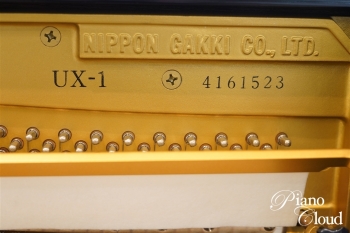 NIPPON GAKKI CO., LTD.
UX-1 4161523
Piano
Cloud